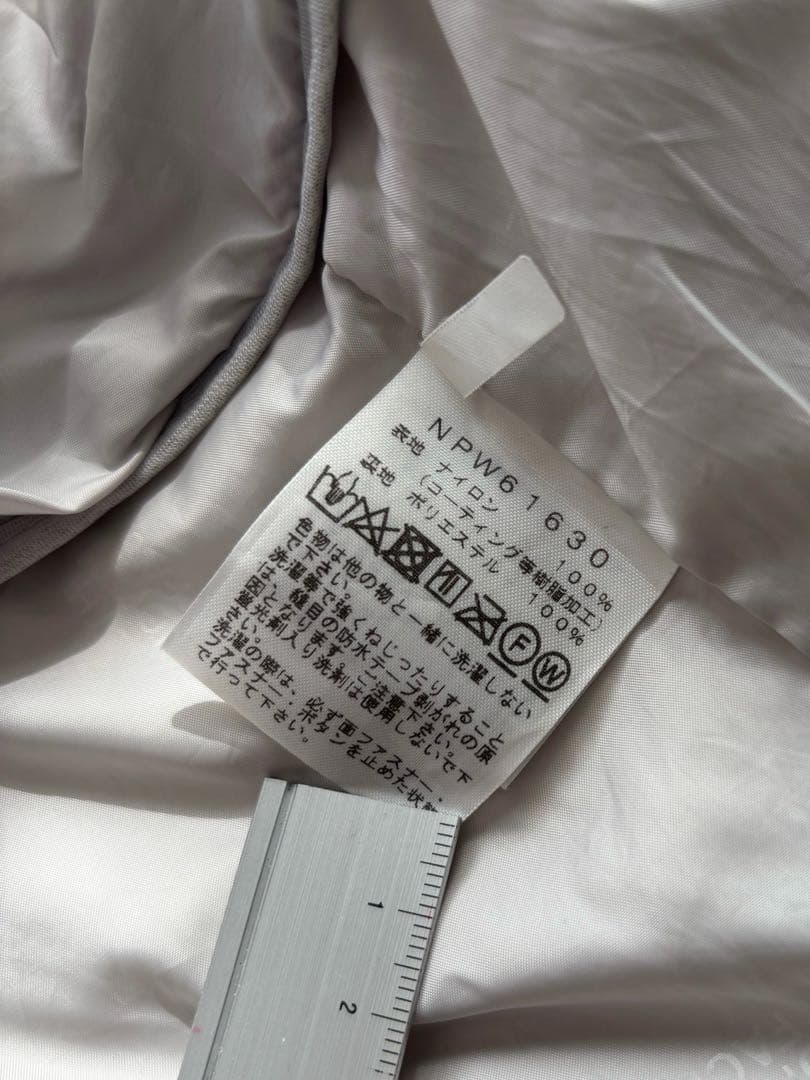 NPW61630
表地 ナイロン 100%
(コーティング等樹脂加工)
裏地 ポリエステル 100%
F W
色物は他の物と一緒に洗濯しない
で下さい。
洗濯等で強くねじったりすること
は、縫目の防水テープ剥がれの原
因となります。ご注意下さい。
蛍光剤入り洗剤は使用しないで下
さい。
洗濯の際は、必ず面ファスナー・
ファスナー・ボタンを止めた状態
で行って下さい。
1
2